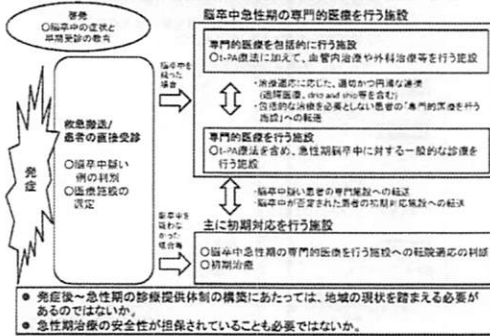 脳卒中急性期の専門的医療を行う施設
啓発
○脳卒中の症状と
早期受診の教育
発症
救急搬送/
患者の直接受診
○脳卒中疑い
例の判別
○医療施設の
選定
脳卒中を
疑った
場合
脳卒中を
疑わな
かった
場合等
専門的医療を包括的に行う施設
○t-PA療法に加えて、血管内治療や外科治療等を行う施設
・治療適応に応じた、適切かつ円滑な連携
(遠隔医療、drip and ship等を含む)
・包括的な治療を必要としない患者の「専門的医療を行う
施設」への転送
専門的医療を行う施設
○t-PA療法を含め、急性期脳卒中に対する一般的な診療を
行う施設
・脳卒中疑い患者の専門施設への転送
・脳卒中が否定された患者の初期対応施設への転送
主に初期対応を行う施設
○脳卒中急性期の専門的医療を行う施設への転院適応の判断
○初期治療
● 発症後~急性期の診療提供体制の構築にあたっては、地域の現状を踏まえる必要が
あるのではないか。
● 急性期治療の安全性が担保されていることも必要ではないか。